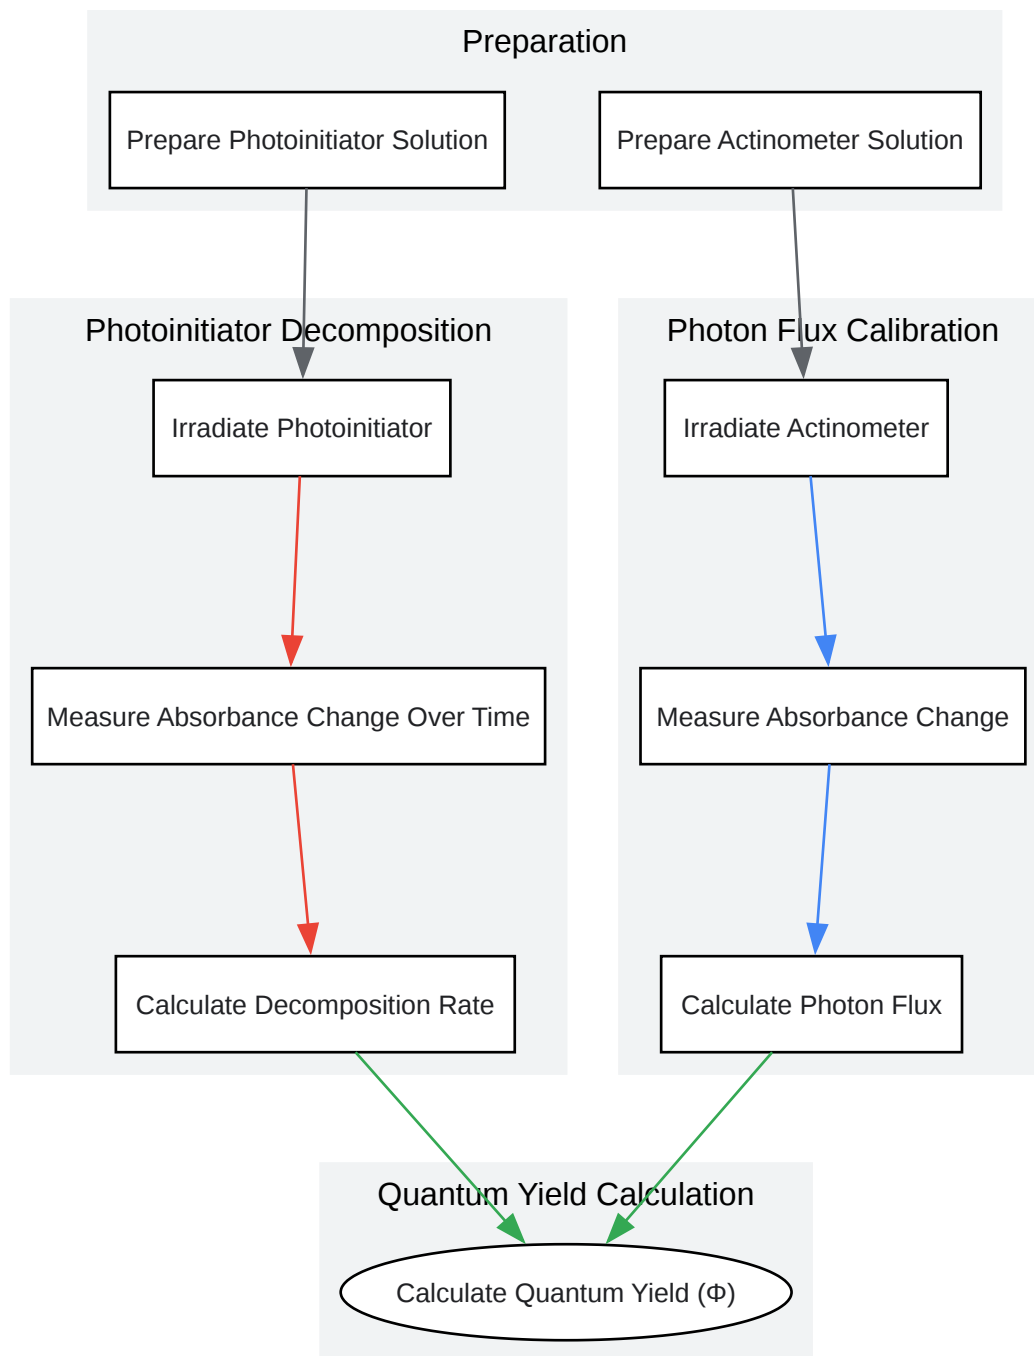 Preparation
Prepare Photoinitiator Solution
Prepare Actinometer Solution
Photoinitiator Decomposition
Irradiate Photoinitiator
Measure Absorbance Change Over Time
Calculate Decomposition Rate
Photon Flux Calibration
Irradiate Actinometer
Measure Absorbance Change
Calculate Photon Flux
Quantum Yield Calculation
Calculate Quantum Yield (Φ)